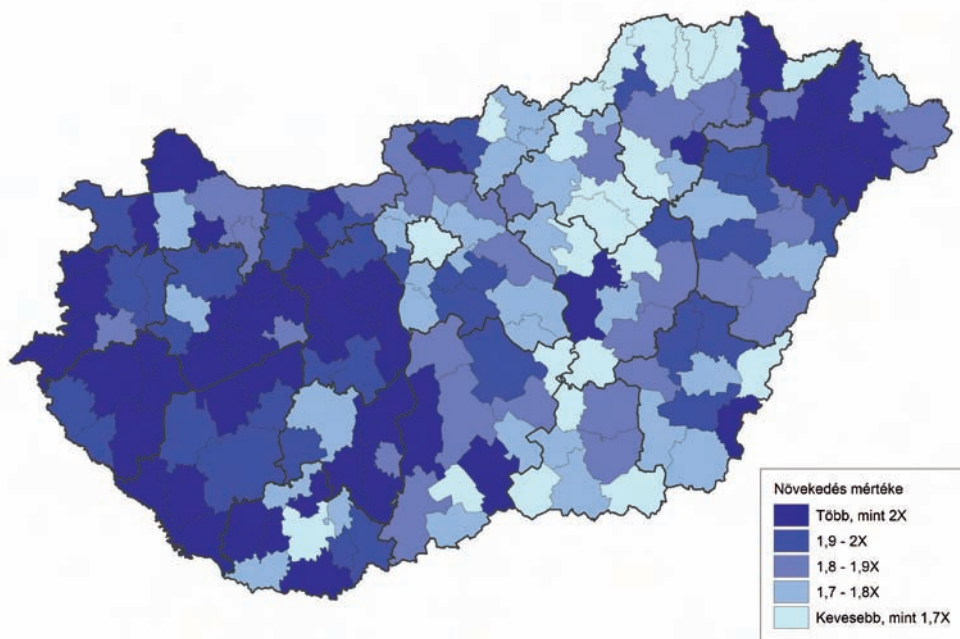 Növekedés mértéke
Több, mint 2X
1,9 - 2X
1,8 - 1,9X
1,7 - 1,8X
Kevesebb, mint 1,7X